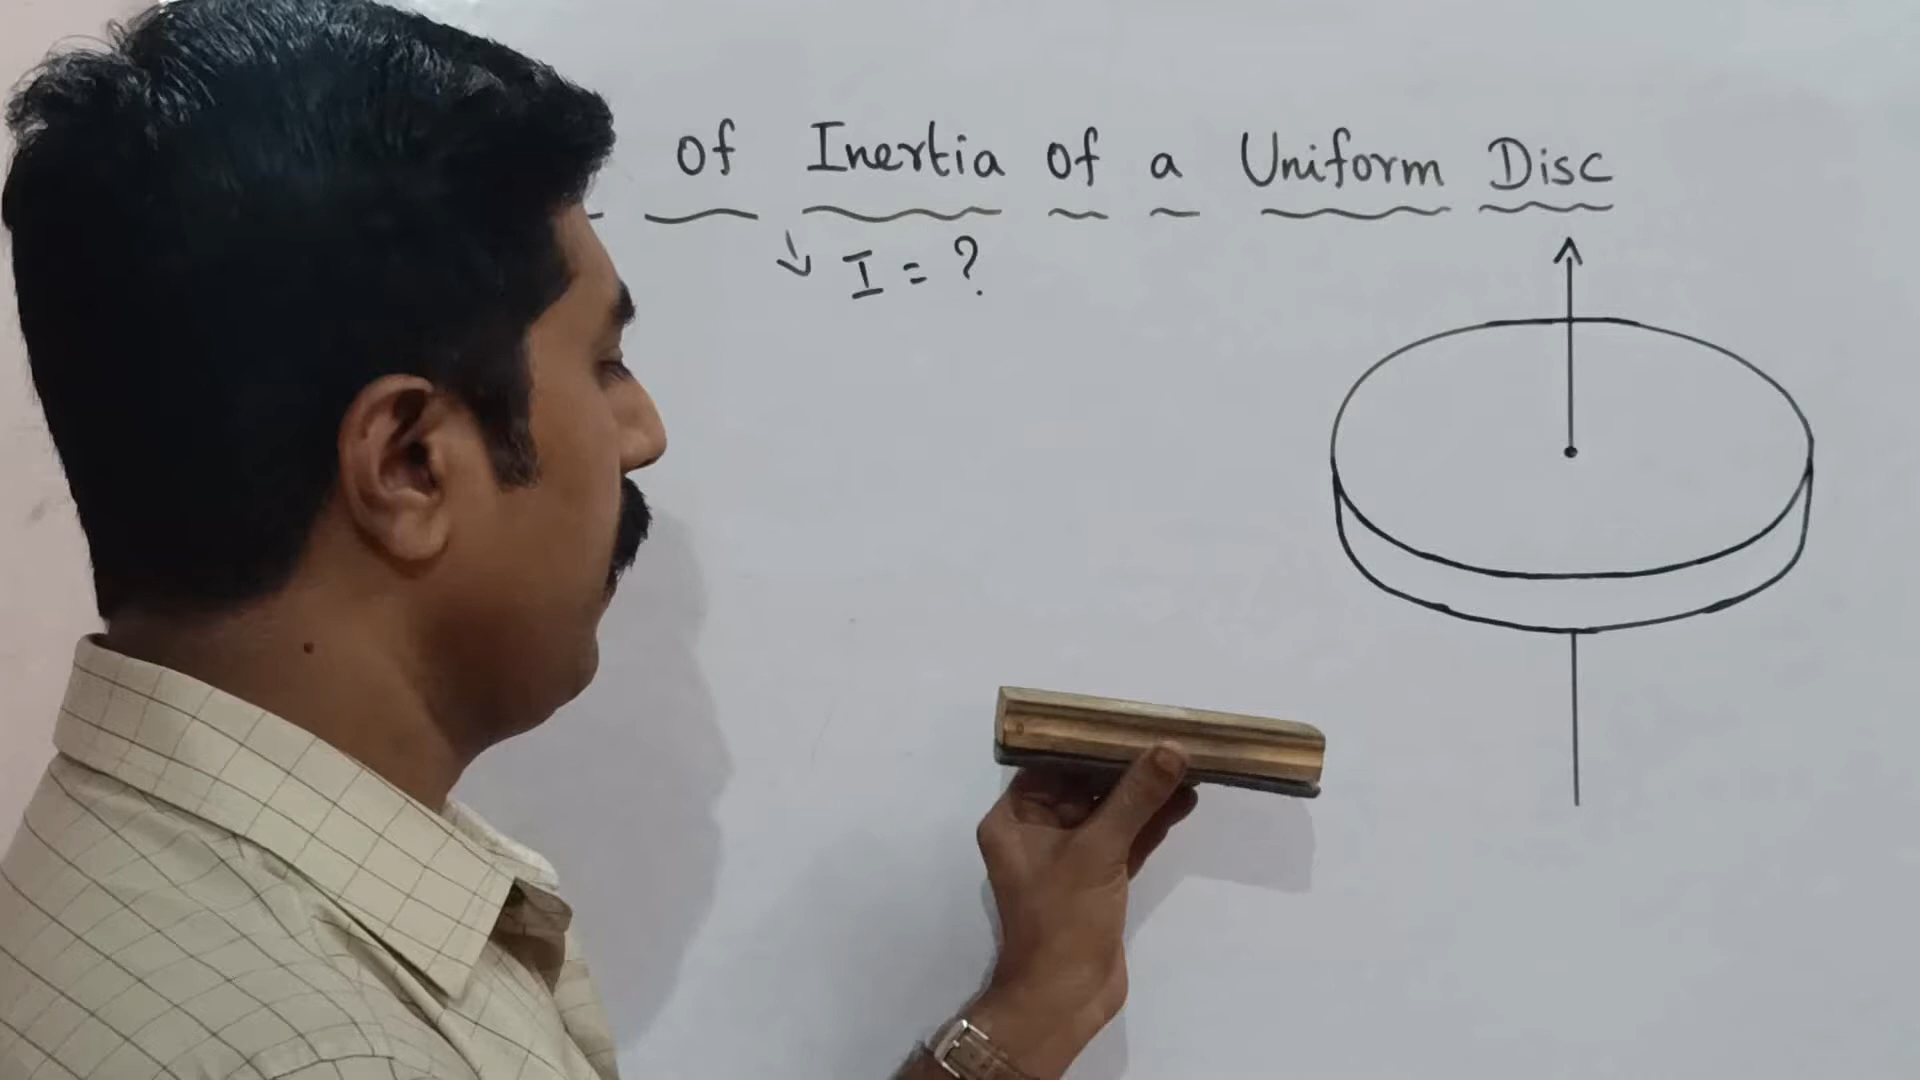 of Inertia of a Uniform Disc
↓ I = ?